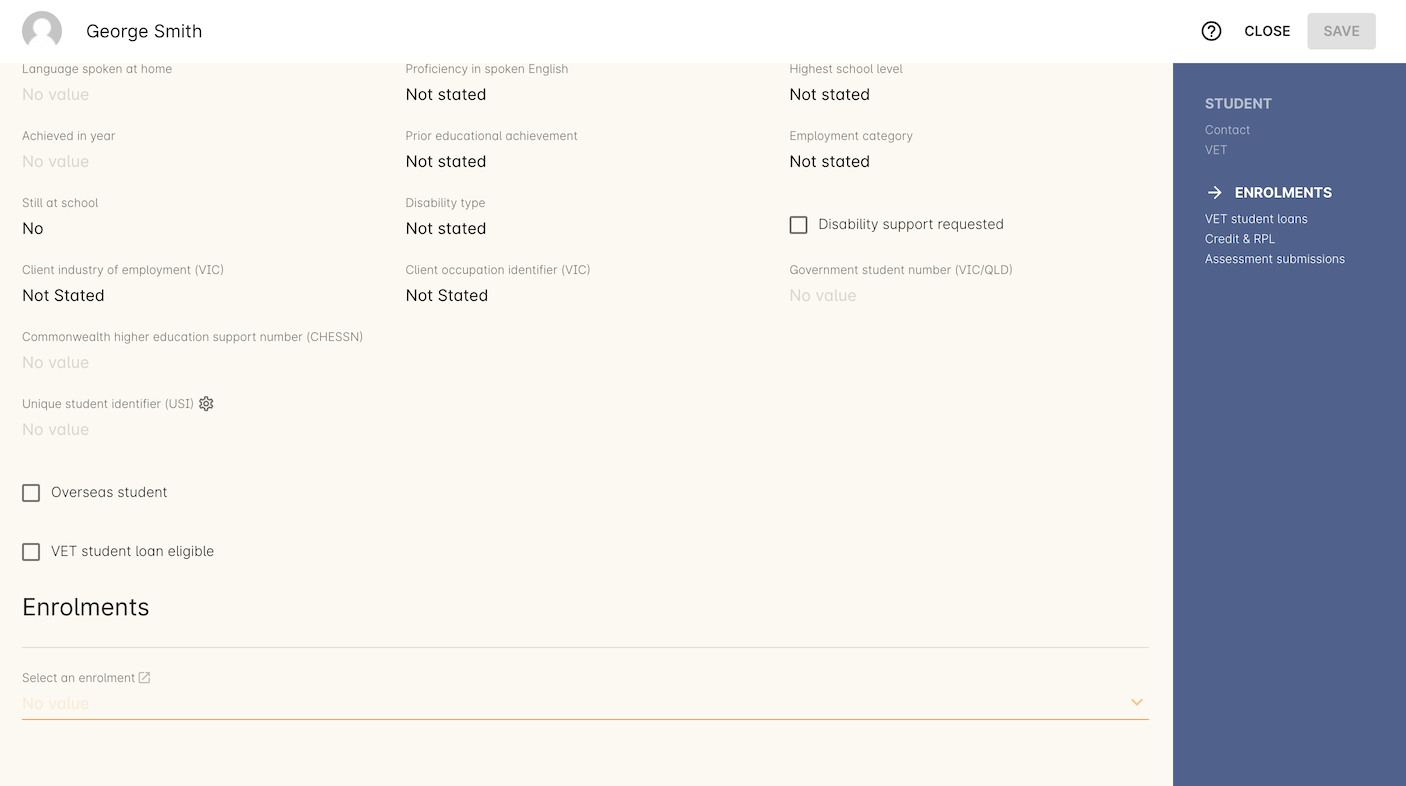 George Smith
CLOSE
SAVE
Language spoken at home
No value
Proficiency in spoken English
Not stated
Highest school level
Not stated
Achieved in year
No value
Prior educational achievement
Not stated
Employment category
Not stated
Still at school
No
Disability type
Not stated
Disability support requested
Client industry of employment (VIC)
Not Stated
Client occupation identifier (VIC)
Not Stated
Government student number (VIC/QLD)
No value
Commonwealth higher education support number (CHESSN)
No value
Unique student identifier (USI)
No value
Overseas student
VET student loan eligible
Enrolments
Select an enrolment
No value
STUDENT
Contact
VET
ENROLMENTS
VET student loans
Credit & RPL
Assessment submissions